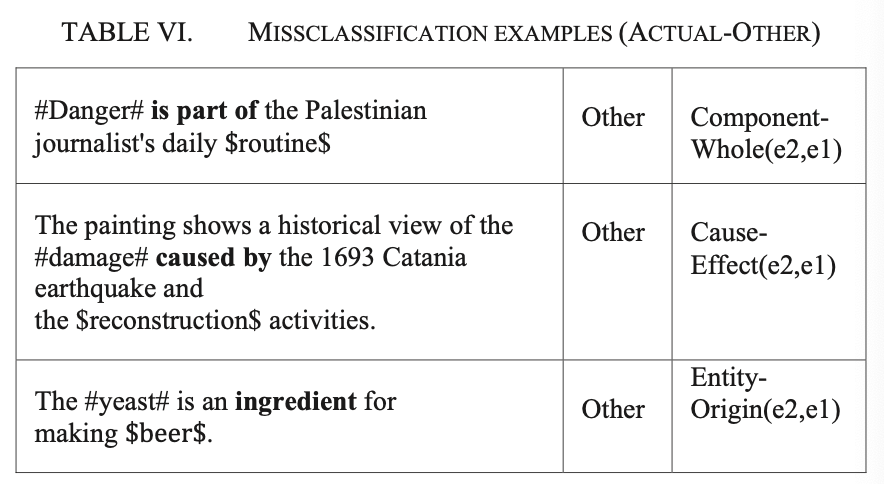 TABLE VI. MISSCLASSIFICATION EXAMPLES (ACTUAL-OTHER)
#Danger# is part of the Palestinian
journalist's daily $routine$
Other
Component-
Whole(e2,e1)
The painting shows a historical view of the
#damage# caused by the 1693 Catania
earthquake and
the $reconstruction$ activities.
Other
Cause-
Effect(e2,e1)
The #yeast# is an ingredient for
making $beer$.
Other
Entity-
Origin(e2,e1)